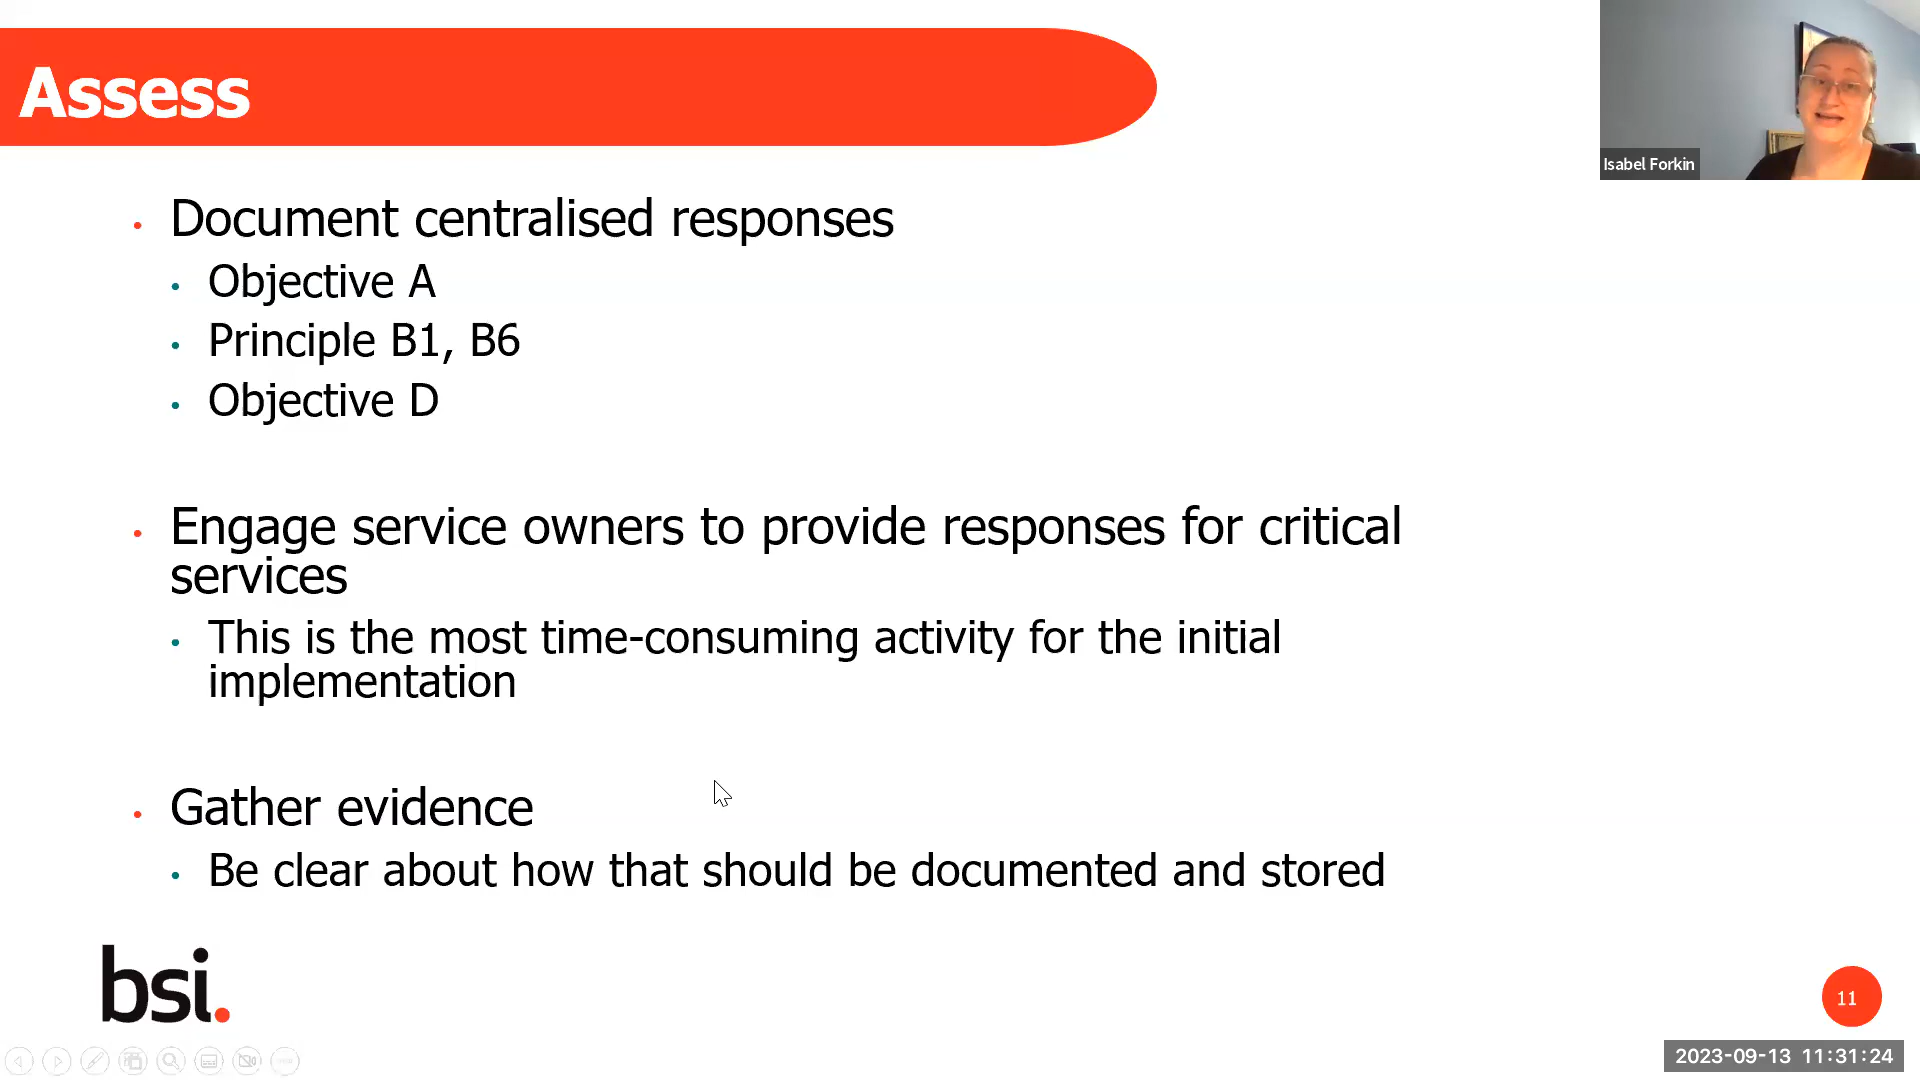 Assess
Isabel Forkin
• Document centralised responses
• Objective A
• Principle B1, B6
• Objective D
• Engage service owners to provide responses for critical
services
• This is the most time-consuming activity for the initial
implementation
• Gather evidence
• Be clear about how that should be documented and stored
bsi.
11
2023-09-13 11:31:24